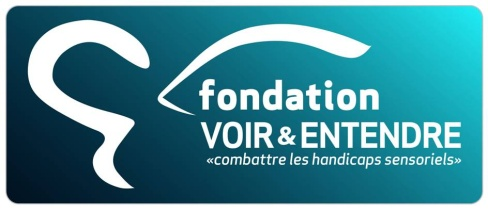 fondation
VOIR & ENTENDRE
«combattre les handicaps sensoriels»